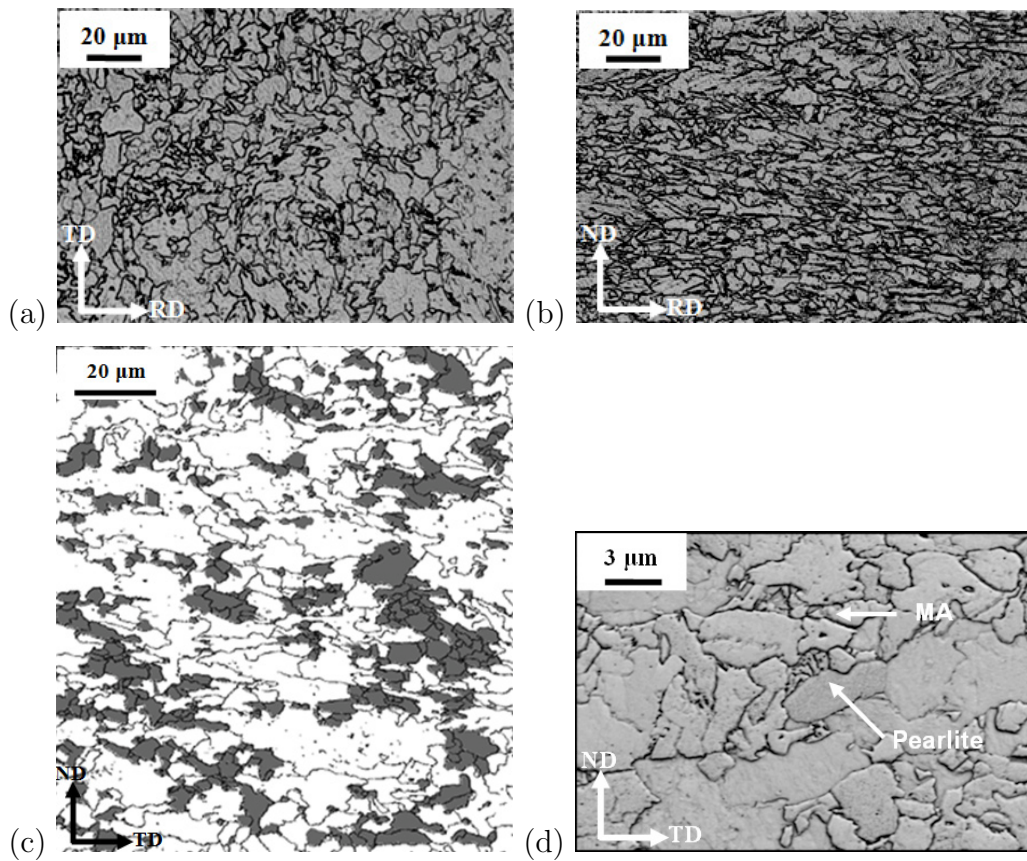 20 µm
TD
RD
(a)
20 µm
ND
RD
(b)
20 µm
ND
TD
(c)
3 µm
MA
Pearlite
ND
TD
(d)